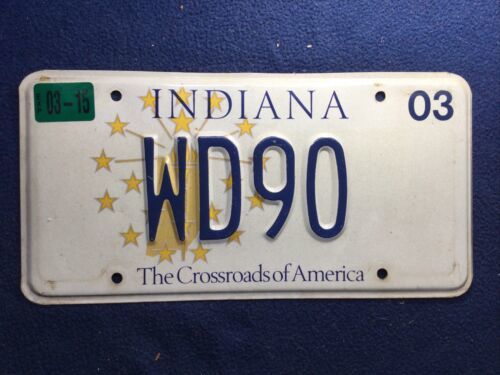 03-15
INDIANA
03
WD90
The Crossroads of America